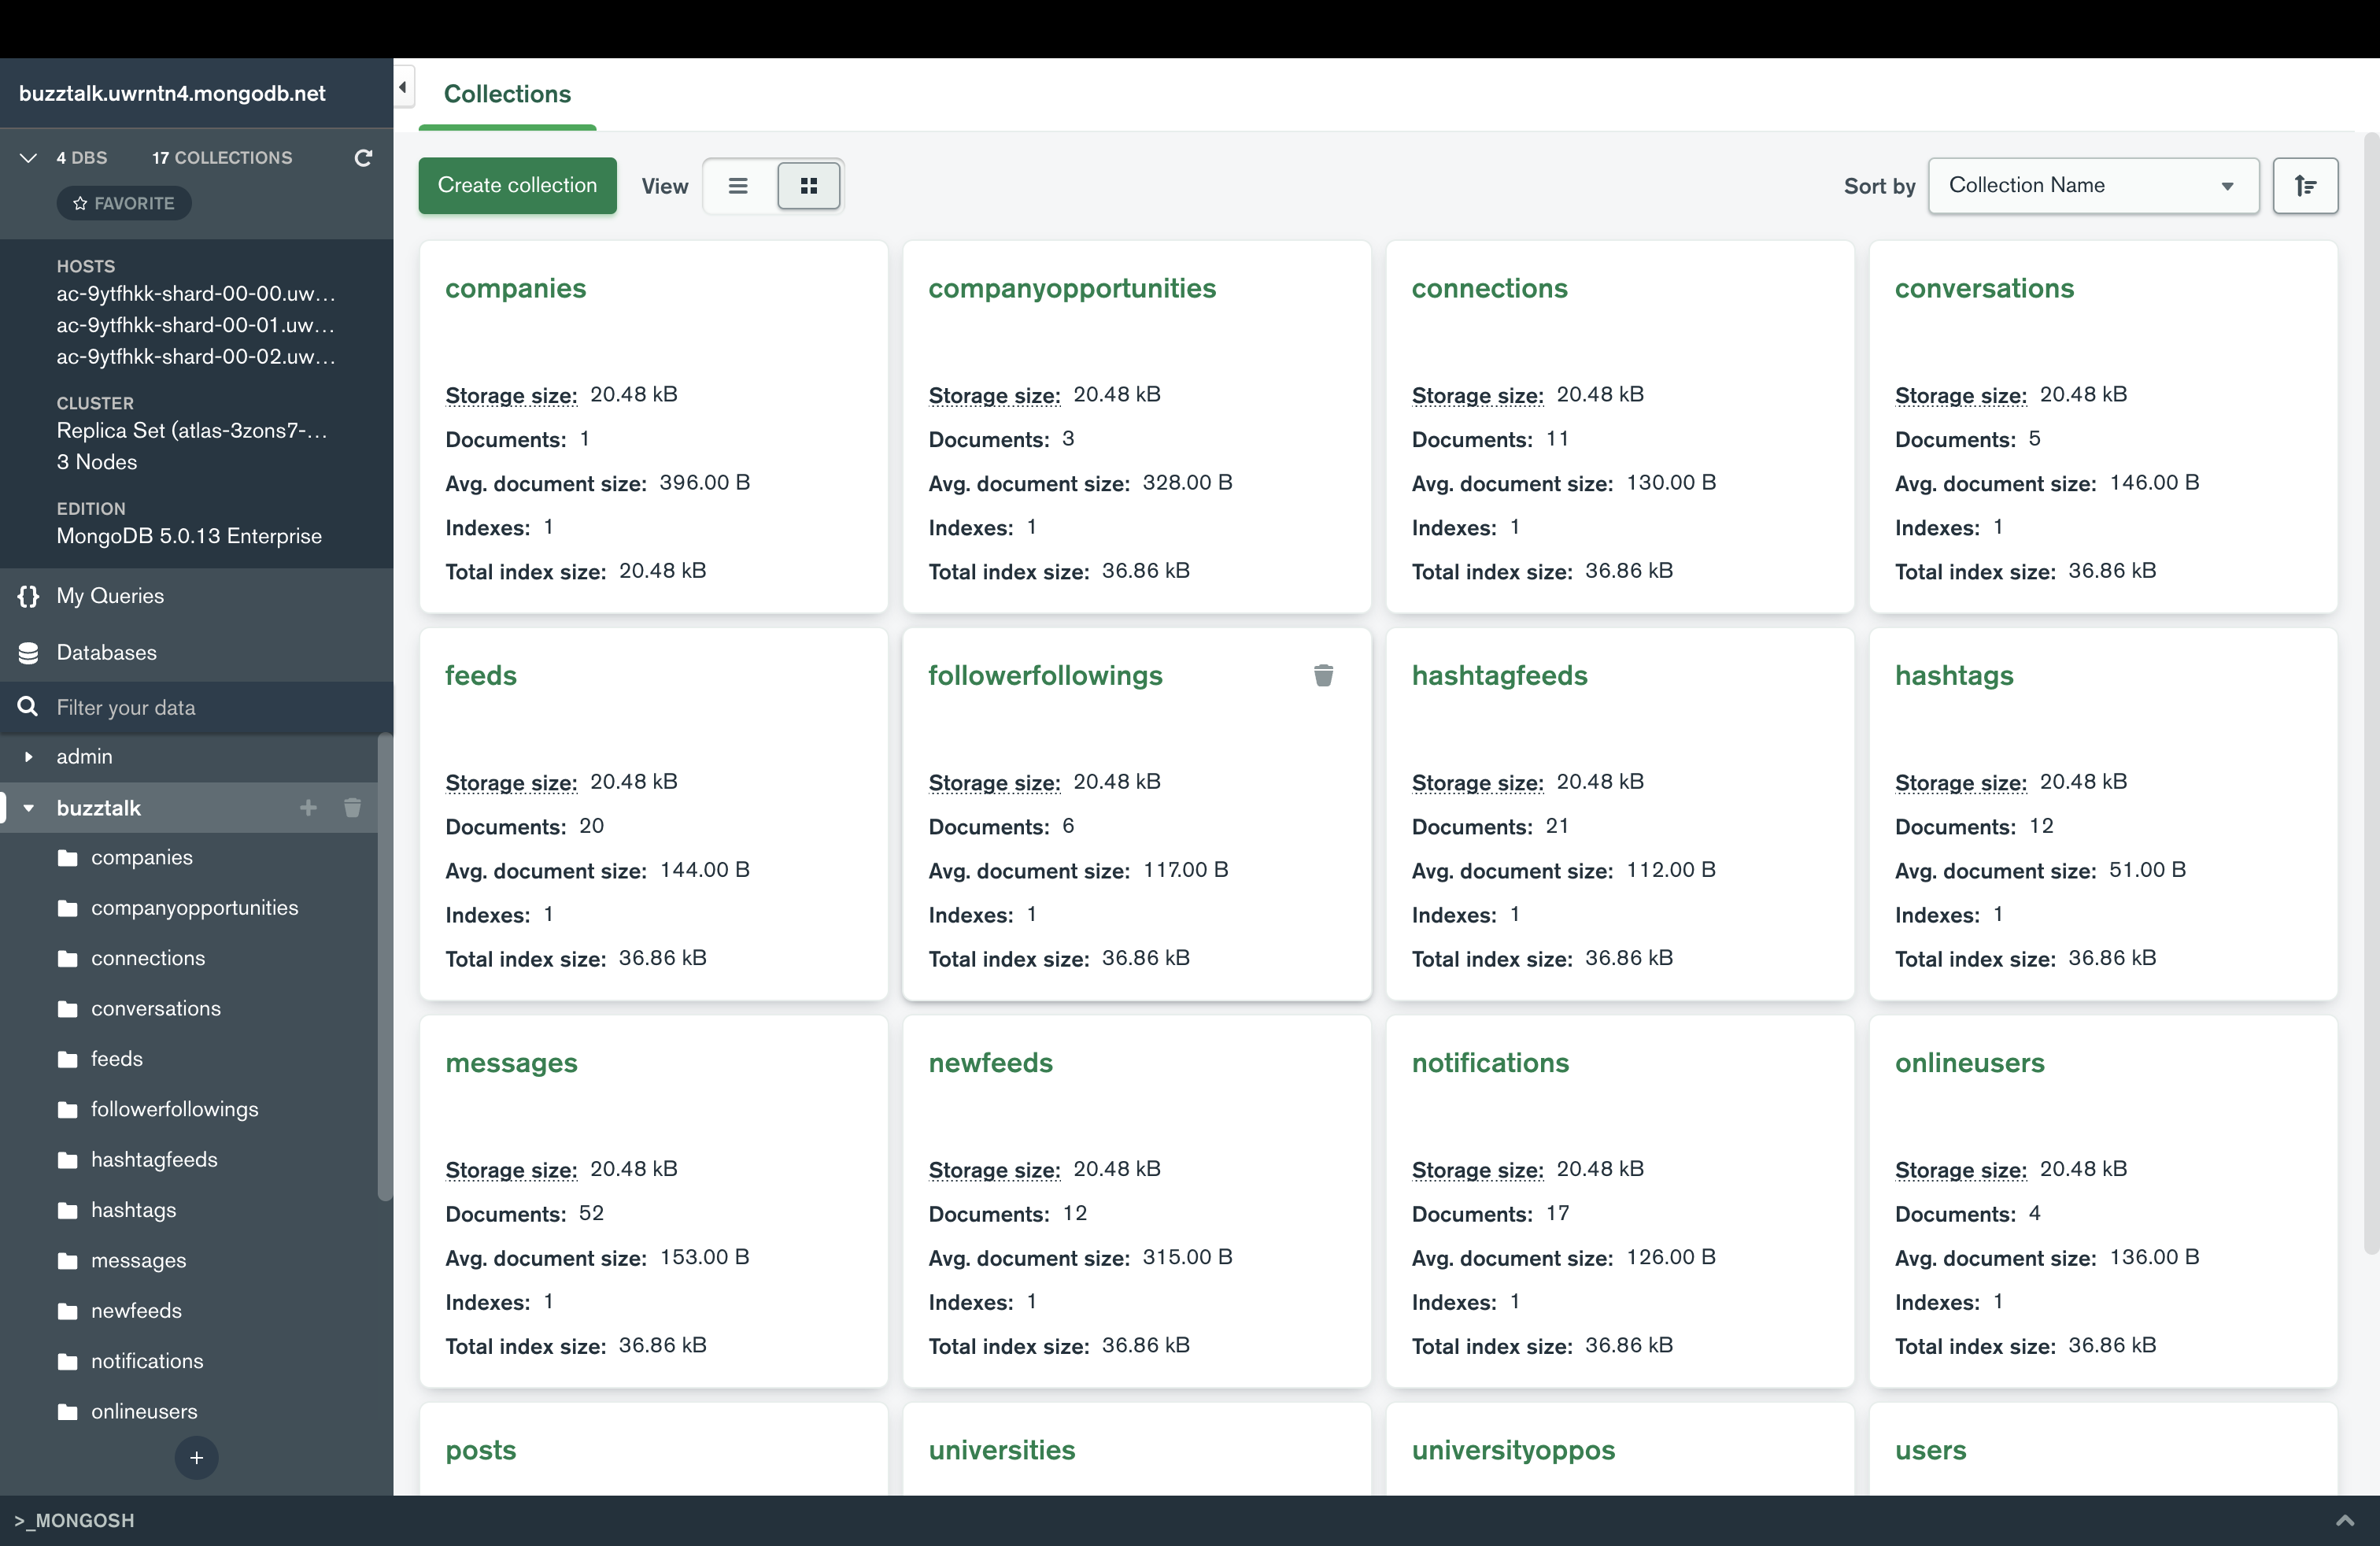 buzztalk.uwrntn4.mongodb.net
4 DBS 17 COLLECTIONS
FAVORITE
HOSTS
ac-9ytfhkk-shard-00-00.uw...
ac-9ytfhkk-shard-00-01.uw...
ac-9ytfhkk-shard-00-02.uw...
CLUSTER
Replica Set (atlas-3zons7-...
3 Nodes
EDITION
MongoDB 5.0.13 Enterprise
{} My Queries
Databases
Filter your data
admin
buzztalk
companies
companyopportunities
connections
conversations
feeds
followerfollowings
hashtagfeeds
hashtags
messages
newfeeds
notifications
onlineusers
+
Collections
Create collection View Sort by Collection Name
companies
Storage size: 20.48 kB
Documents: 1
Avg. document size: 396.00 B
Indexes: 1
Total index size: 20.48 kB
companyopportunities
Storage size: 20.48 kB
Documents: 3
Avg. document size: 328.00 B
Indexes: 1
Total index size: 36.86 kB
connections
Storage size: 20.48 kB
Documents: 11
Avg. document size: 130.00 B
Indexes: 1
Total index size: 36.86 kB
conversations
Storage size: 20.48 kB
Documents: 5
Avg. document size: 146.00 B
Indexes: 1
Total index size: 36.86 kB
feeds
Storage size: 20.48 kB
Documents: 20
Avg. document size: 144.00 B
Indexes: 1
Total index size: 36.86 kB
followerfollowings
Storage size: 20.48 kB
Documents: 6
Avg. document size: 117.00 B
Indexes: 1
Total index size: 36.86 kB
hashtagfeeds
Storage size: 20.48 kB
Documents: 21
Avg. document size: 112.00 B
Indexes: 1
Total index size: 36.86 kB
hashtags
Storage size: 20.48 kB
Documents: 12
Avg. document size: 51.00 B
Indexes: 1
Total index size: 36.86 kB
messages
Storage size: 20.48 kB
Documents: 52
Avg. document size: 153.00 B
Indexes: 1
Total index size: 36.86 kB
newfeeds
Storage size: 20.48 kB
Documents: 12
Avg. document size: 315.00 B
Indexes: 1
Total index size: 36.86 kB
notifications
Storage size: 20.48 kB
Documents: 17
Avg. document size: 126.00 B
Indexes: 1
Total index size: 36.86 kB
onlineusers
Storage size: 20.48 kB
Documents: 4
Avg. document size: 136.00 B
Indexes: 1
Total index size: 36.86 kB
posts
universities
universityoppos
users
>_MONGOSH